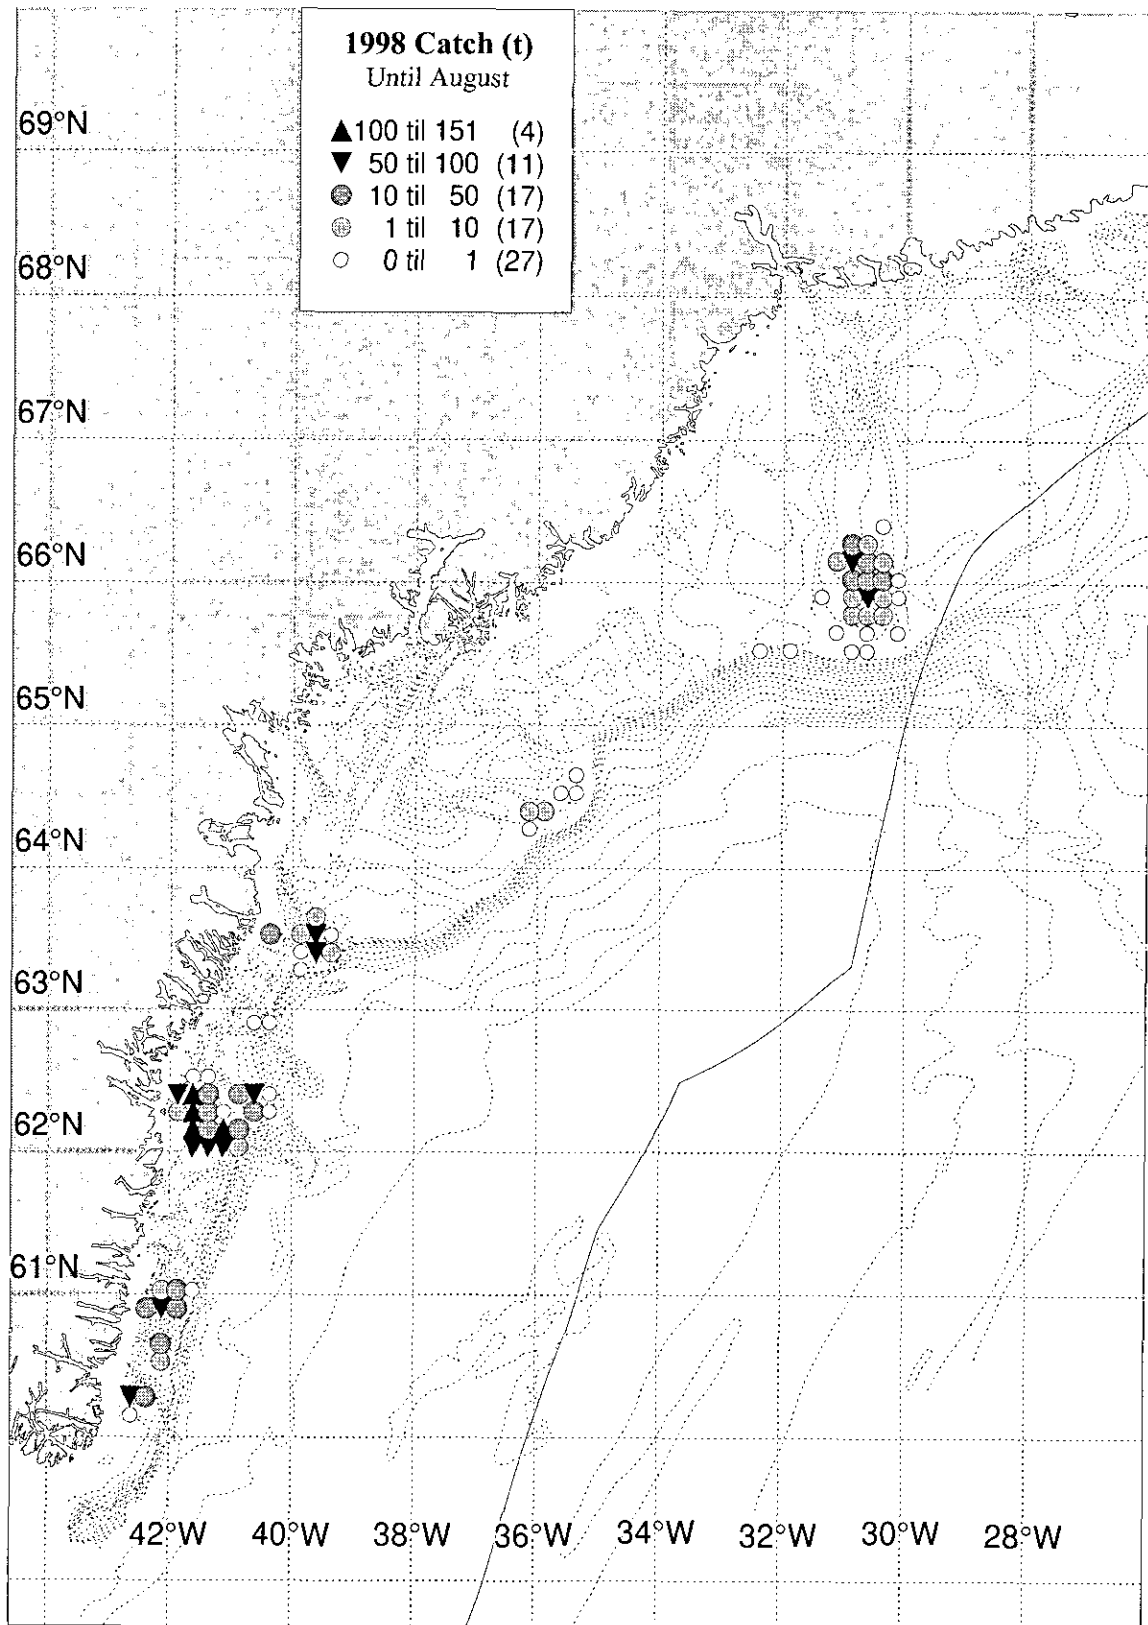 1998 Catch (t)
Until August
▲ 100 til 151 (4)
▼ 50 til 100 (11)
10 til 50 (17)
1 til 10 (17)
0 til 1 (27)
69°N
68°N
67°N
66°N
65°N
64°N
63°N
62°N
61°N
42°W 40°W 38°W 36°W 34°W 32°W 30°W 28°W